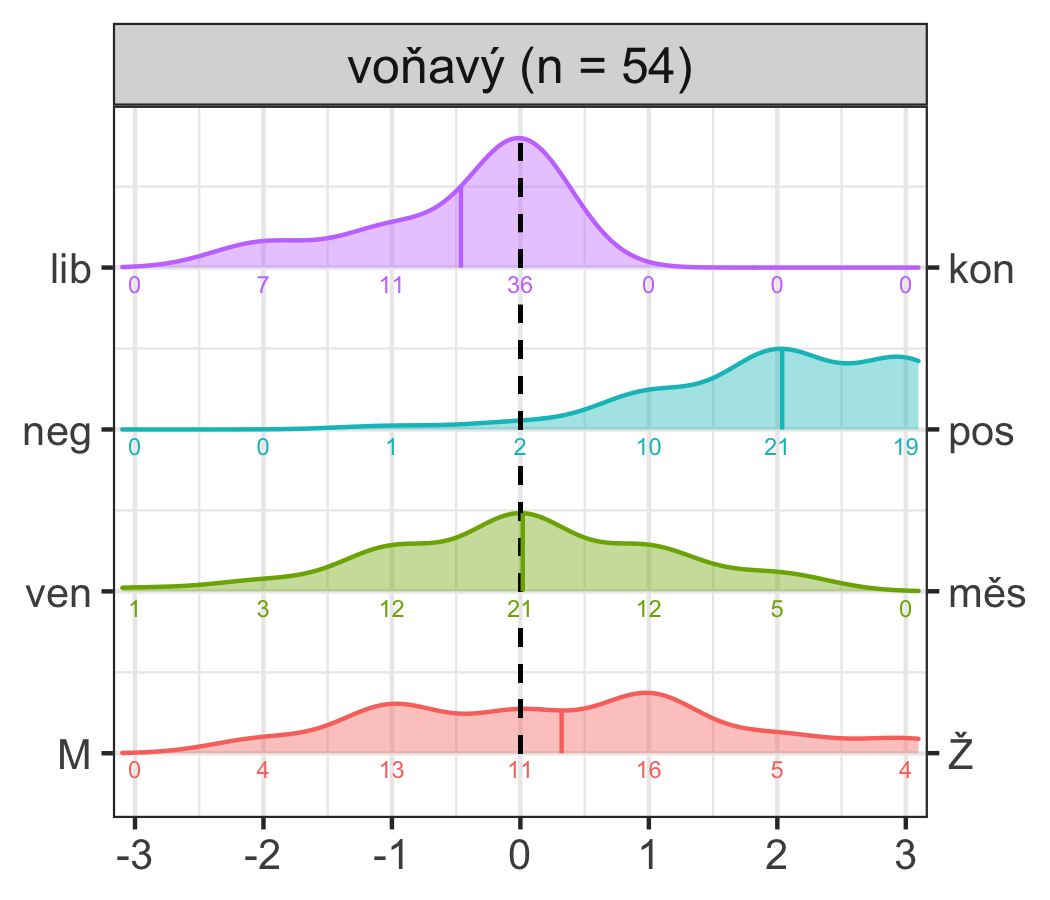 voňavý (n = 54)
lib kon
0 7 11 36 0 0 0
neg pos
0 0 1 2 10 21 19
ven měs
1 3 12 21 12 5 0
M Ž
0 4 13 11 16 5 4
-3 -2 -1 0 1 2 3